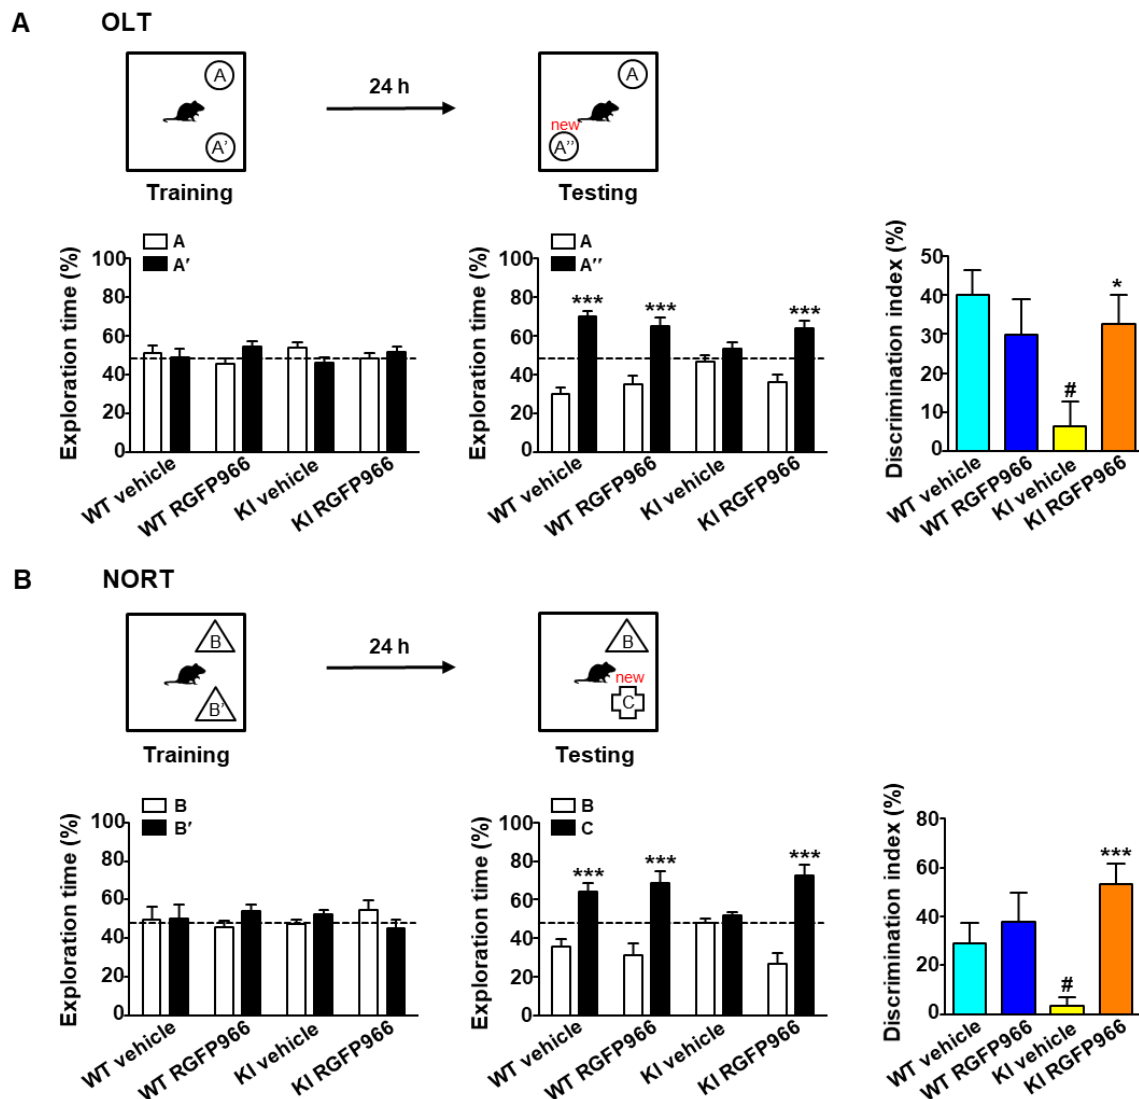 A OLT
A
A'
Training
24 h
A
new
A''
Testing
Exploration time (%)
100
80
60
40
20
0
A
A′
WT vehicle
WT RGFP966
KI vehicle
KI RGFP966
Exploration time (%)
100
80
60
40
20
0
A
A′′
***
***
***
WT vehicle
WT RGFP966
KI vehicle
KI RGFP966
Discrimination index (%)
50
40
30
20
10
0
#
*
WT vehicle
WT RGFP966
KI vehicle
KI RGFP966
B NORT
B
B'
Training
24 h
B
new
C
Testing
Exploration time (%)
100
80
60
40
20
0
B
B′
WT vehicle
WT RGFP966
KI vehicle
KI RGFP966
Exploration time (%)
100
80
60
40
20
0
B
C
***
***
***
WT vehicle
WT RGFP966
KI vehicle
KI RGFP966
Discrimination index (%)
80
60
40
20
0
#
***
WT vehicle
WT RGFP966
KI vehicle
KI RGFP966